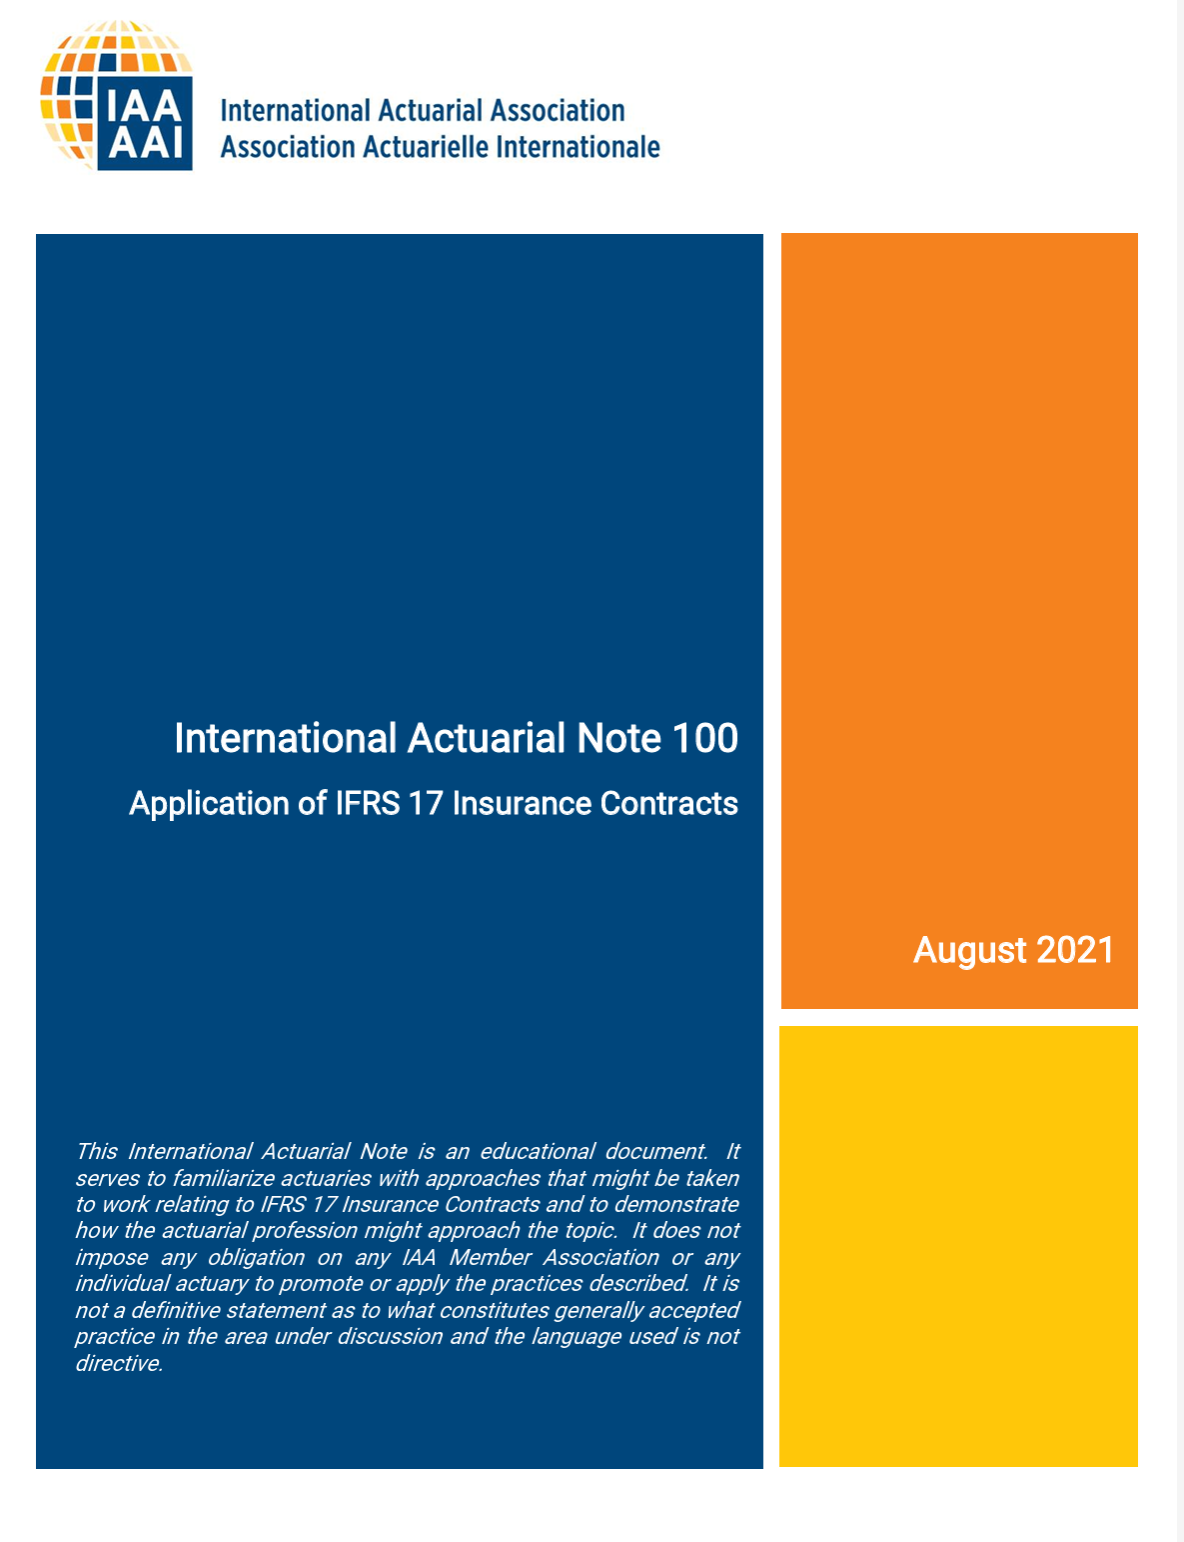 IAA
AAI
International Actuarial Association
Association Actuarielle Internationale
International Actuarial Note 100
Application of IFRS 17 Insurance Contracts
August 2021
This International Actuarial Note is an educational document. It
serves to familiarize actuaries with approaches that might be taken
to work relating to IFRS 17 Insurance Contracts and to demonstrate
how the actuarial profession might approach the topic. It does not
impose any obligation on any IAA Member Association or any
individual actuary to promote or apply the practices described. It is
not a definitive statement as to what constitutes generally accepted
practice in the area under discussion and the language used is not
directive.